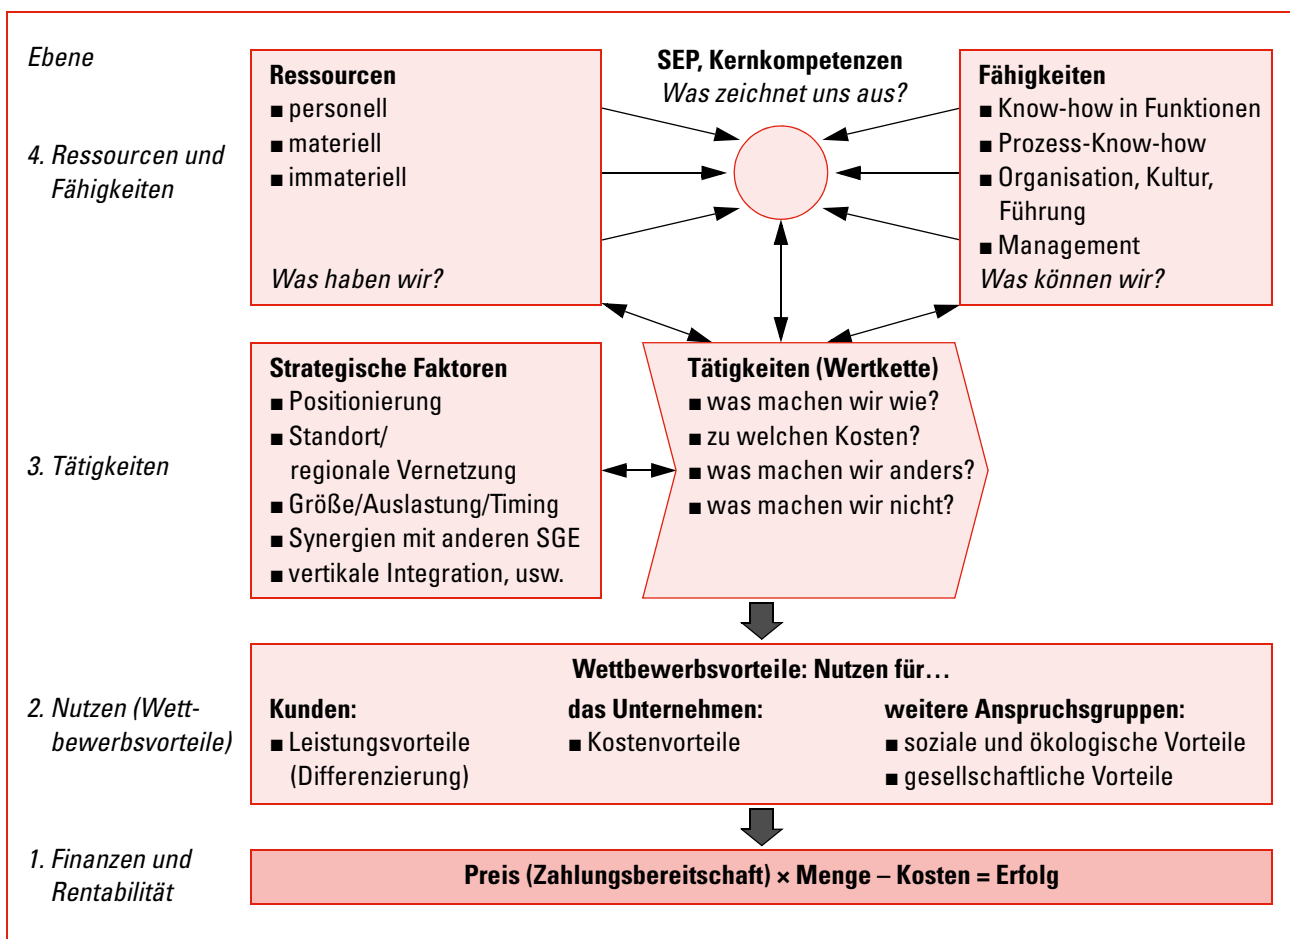 Ebene
4. Ressourcen und
Fähigkeiten
Ressourcen
■ personell
■ materiell
■ immateriell
Was haben wir?
SEP, Kernkompetenzen
Was zeichnet uns aus?
Fähigkeiten
■ Know-how in Funktionen
■ Prozess-Know-how
■ Organisation, Kultur,
Führung
■ Management
Was können wir?
3. Tätigkeiten
Strategische Faktoren
■ Positionierung
■ Standort/
regionale Vernetzung
■ Größe/Auslastung/Timing
■ Synergien mit anderen SGE
■ vertikale Integration, usw.
Tätigkeiten (Wertkette)
■ was machen wir wie?
■ zu welchen Kosten?
■ was machen wir anders?
■ was machen wir nicht?
2. Nutzen (Wett-
bewerbsvorteile)
Wettbewerbsvorteile: Nutzen für…
Kunden:
■ Leistungsvorteile
(Differenzierung)
das Unternehmen:
■ Kostenvorteile
weitere Anspruchsgruppen:
■ soziale und ökologische Vorteile
■ gesellschaftliche Vorteile
1. Finanzen und
Rentabilität
Preis (Zahlungsbereitschaft) × Menge – Kosten = Erfolg